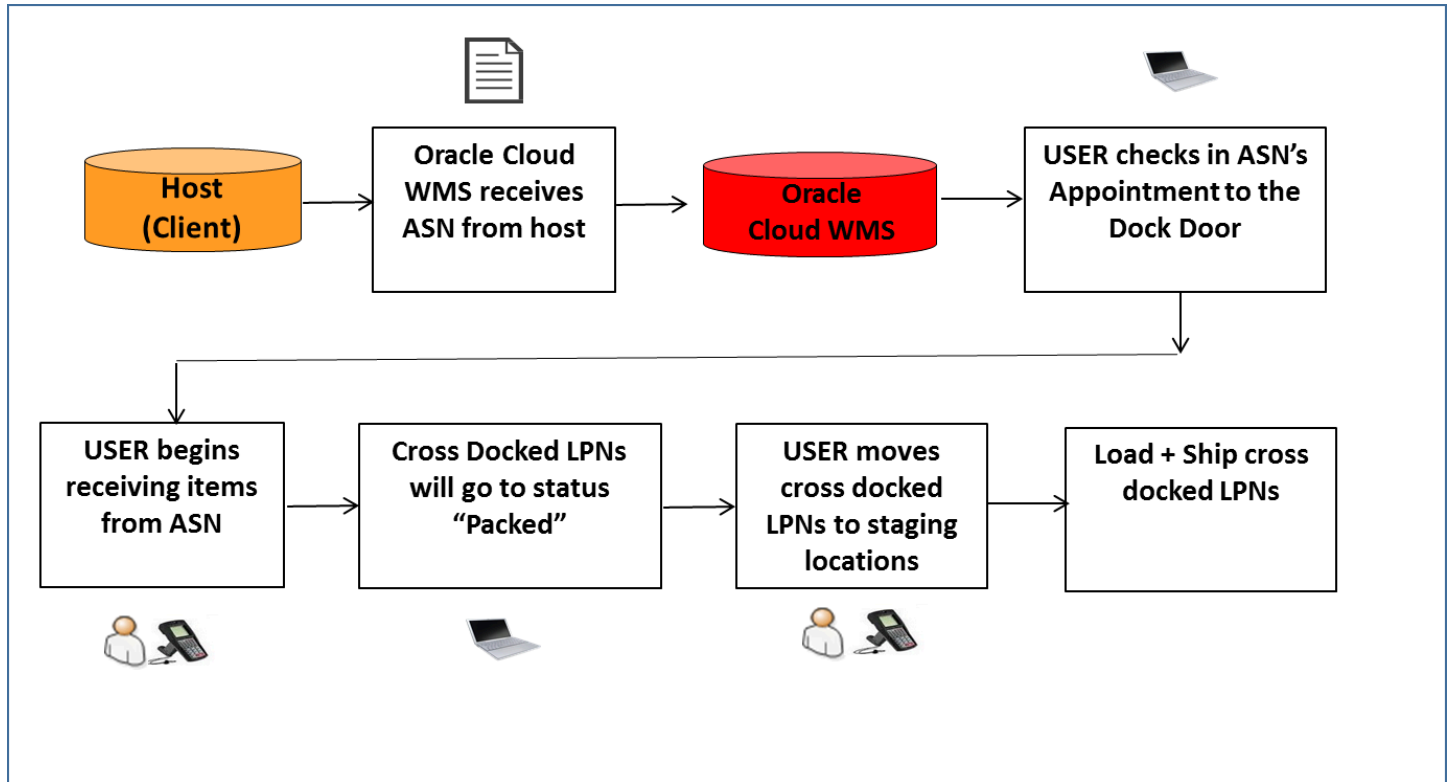 Host
(Client)
Oracle Cloud
WMS receives
ASN from host
Oracle
Cloud WMS
USER checks in ASN’s
Appointment to the
Dock Door
USER begins
receiving items
from ASN
Cross Docked LPNs
will go to status
“Packed”
USER moves
cross docked
LPNs to staging
locations
Load + Ship cross
docked LPNs